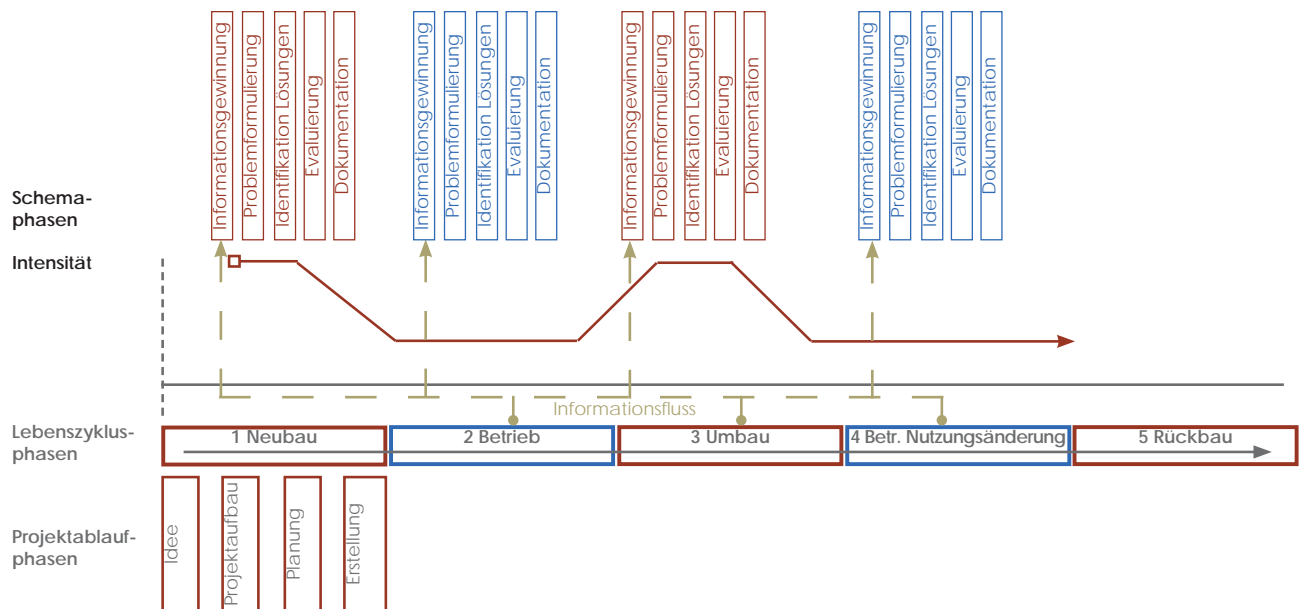 Informationsgewinnung
Problemformulierung
Identifikation Lösungen
Evaluierung
Dokumentation
Informationsgewinnung
Problemformulierung
Identifikation Lösungen
Evaluierung
Dokumentation
Informationsgewinnung
Problemformulierung
Identifikation Lösungen
Evaluierung
Dokumentation
Informationsgewinnung
Problemformulierung
Identifikation Lösungen
Evaluierung
Dokumentation
Schema-
phasen
Intensität
Informationsfluss
Lebenszyklus-
phasen
1 Neubau
2 Betrieb
3 Umbau
4 Betr. Nutzungsänderung
5 Rückbau
Projektablauf-
phasen
Idee
Projektaufbau
Planung
Erstellung